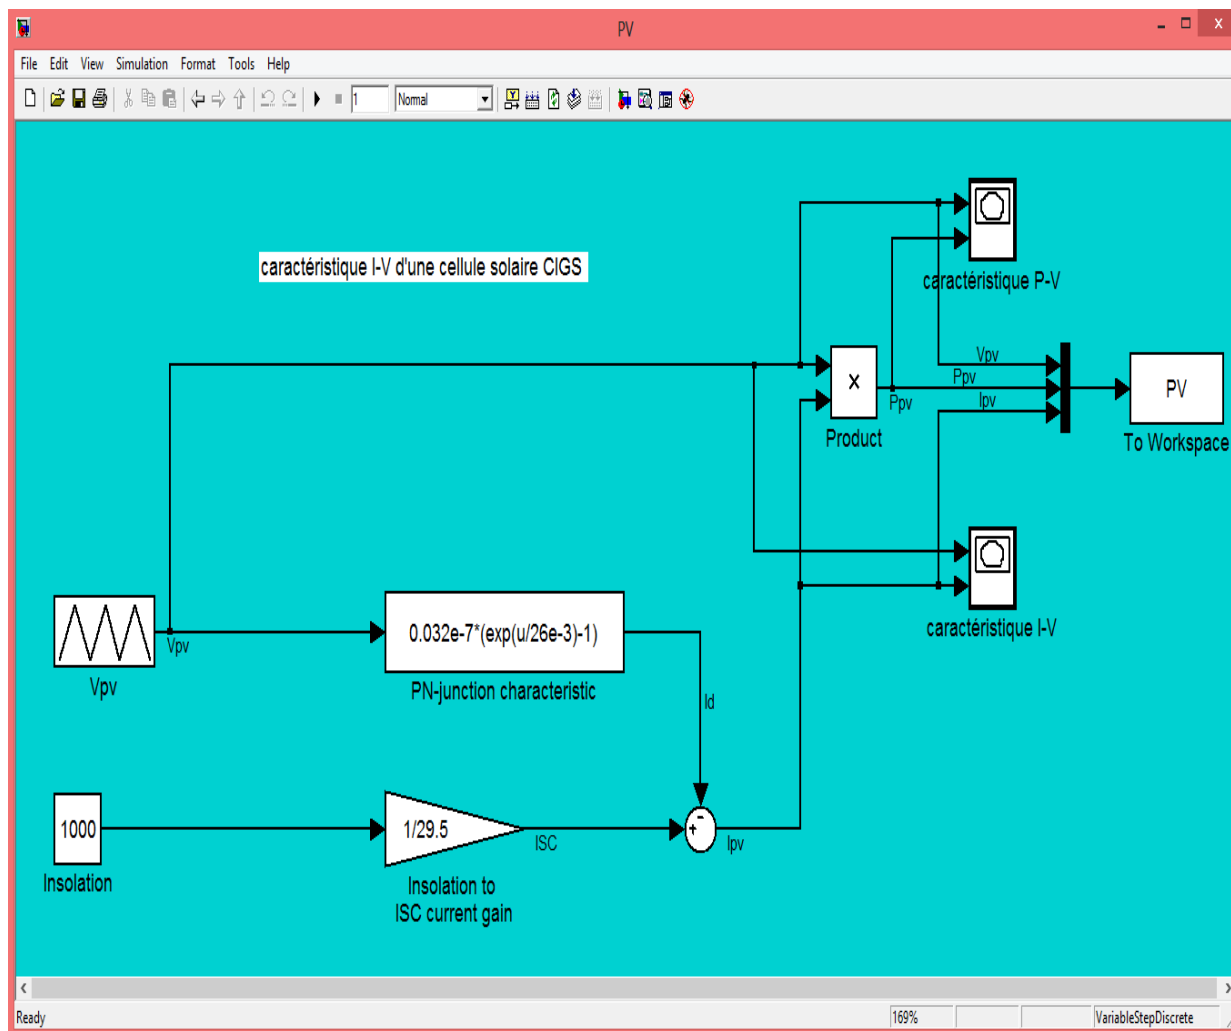 PV
File Edit View Simulation Format Tools Help
1 Normal
caractéristique I-V d'une cellule solaire CIGS
caractéristique P-V
Vpv
Ppv
Ppv
Ipv
×
Product
PV
To Workspace
caractéristique I-V
Vpv
Vpv
0.032e-7*(exp(u/26e-3)-1)
PN-junction characteristic
Id
1000
Insolation
1/29.5
ISC
Insolation to
ISC current gain
+
-
Ipv
Ready 169% VariableStepDiscrete